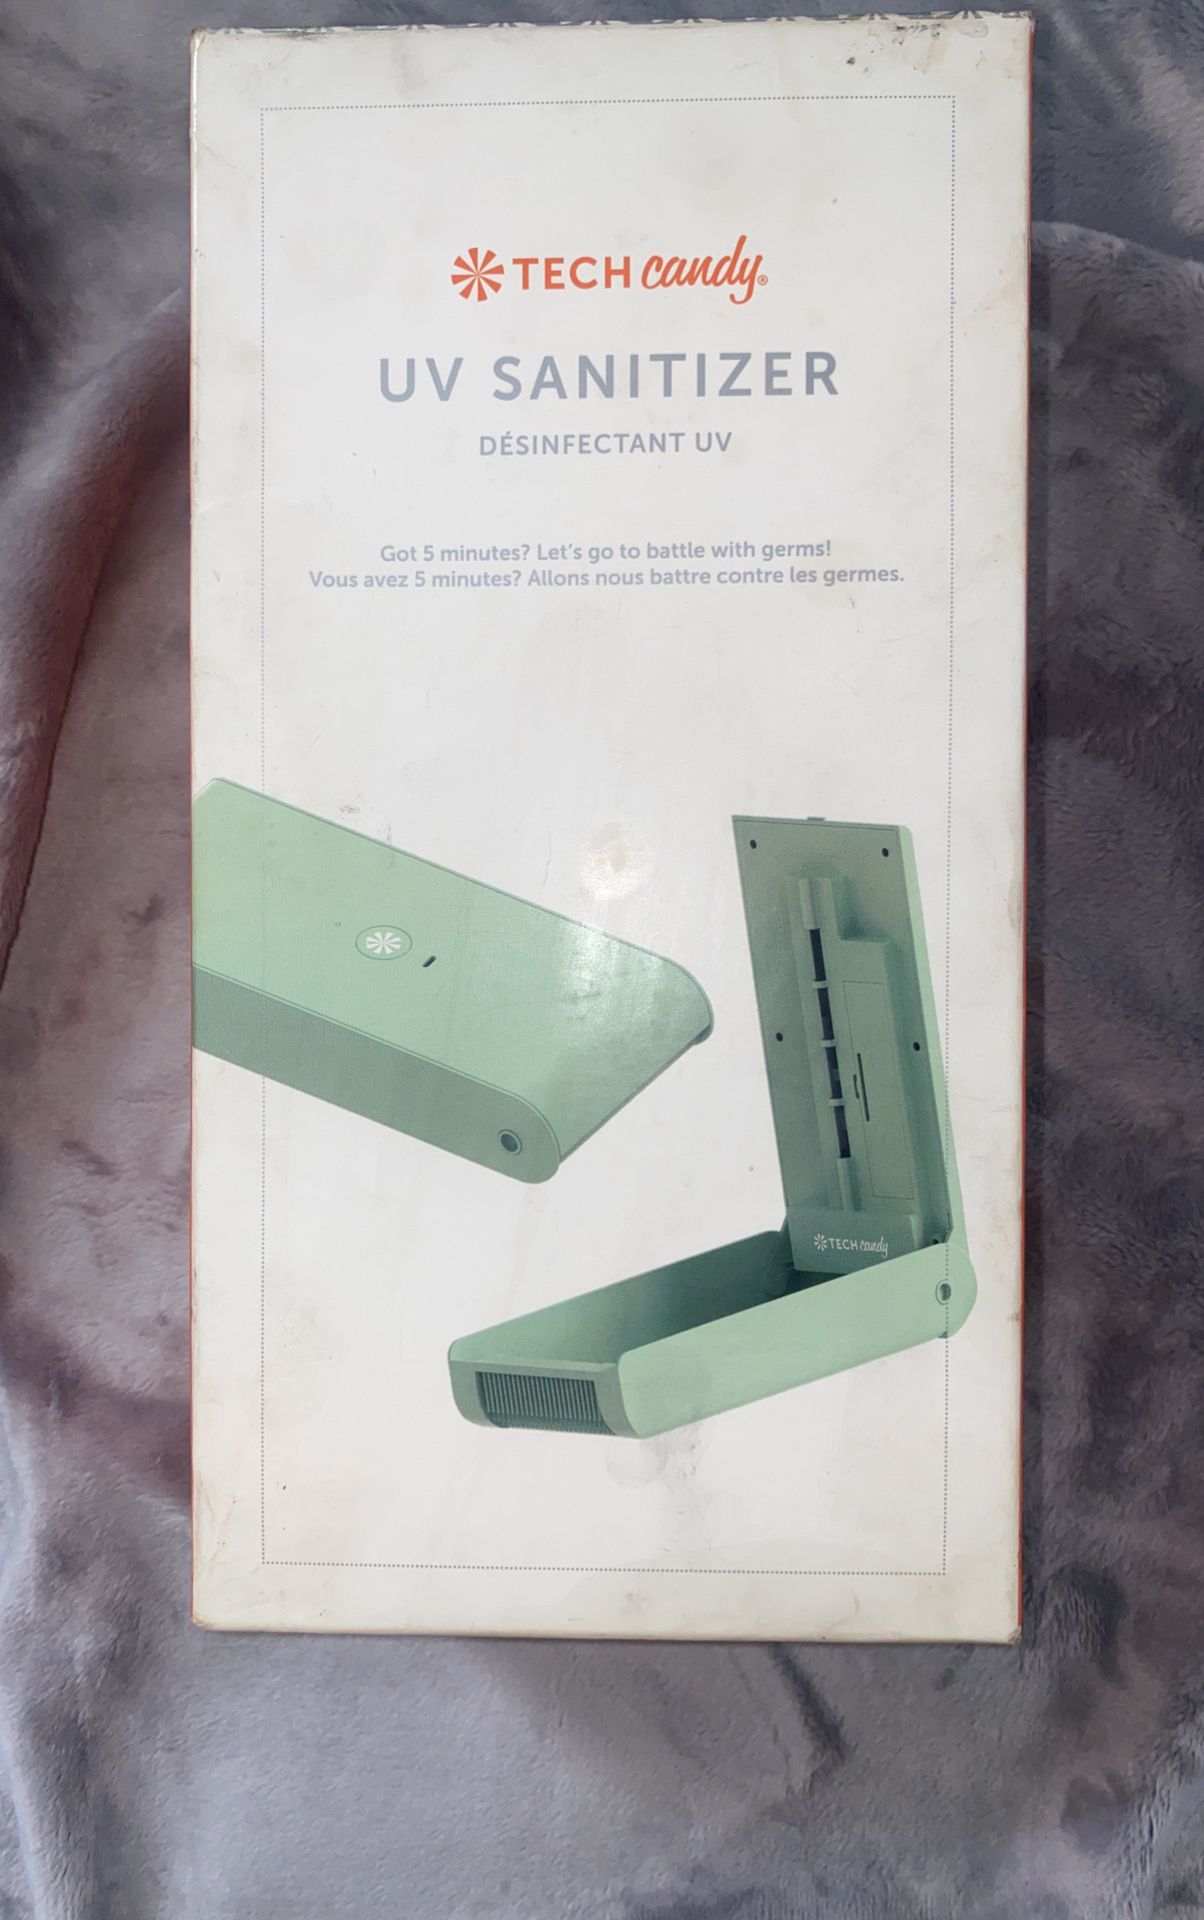 TECH candy®
UV SANITIZER
DÉSINFECTANT UV
Got 5 minutes? Let's go to battle with germs!
Vous avez 5 minutes? Allons nous battre contre les germes.
TECH candy